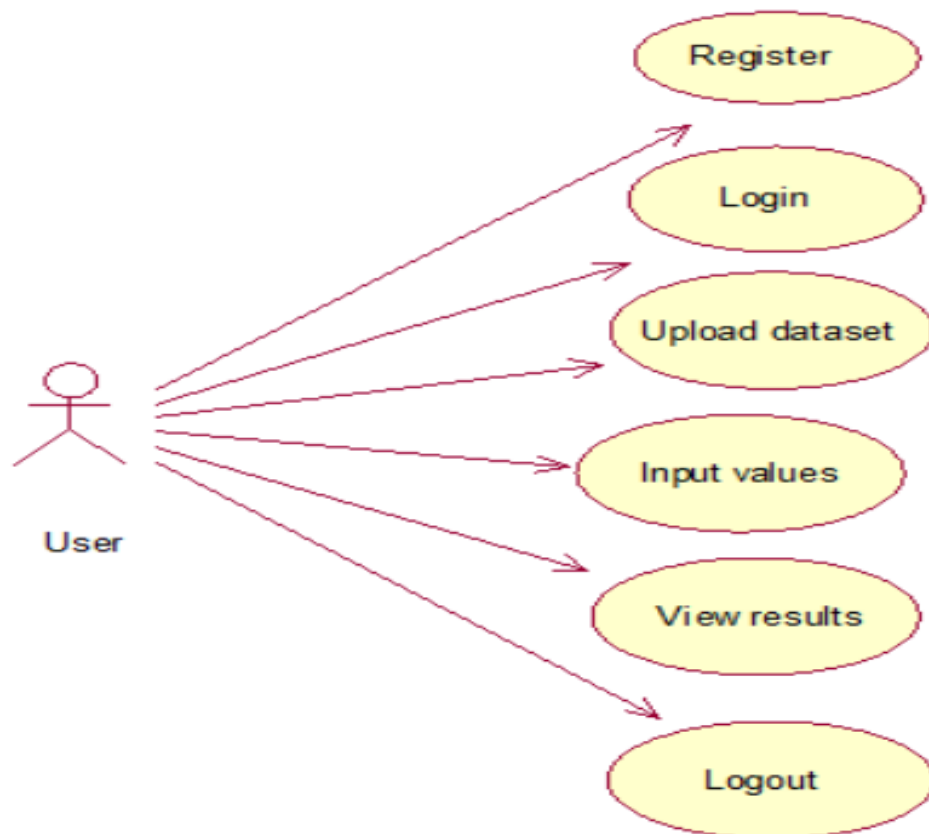 Register
Login
Upload dataset
Input values
User
View results
Logout